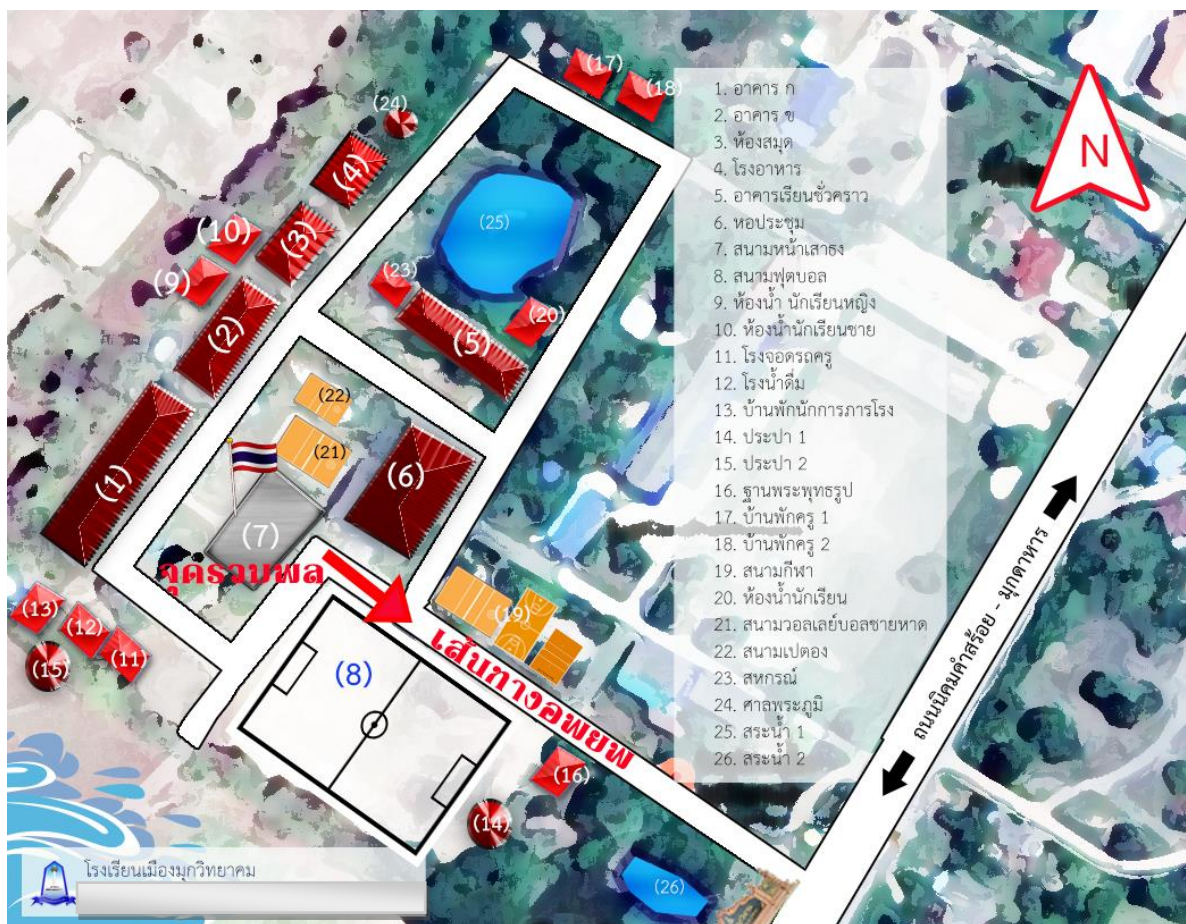 (17)
(18)
(24)
(4)
(25)
(10)
(3)
(9)
(23)
(2)
(20)
(5)
(22)
(21)
(6)
(1)
(7)
จุดรวมพล
(19)
(13)
(12)
(11)
(15)
(8)
เส้นทางอพยพ
(16)
(14)
(26)
1. อาคาร ก
2. อาคาร ข
3. ห้องสมุด
4. โรงอาหาร
5. อาคารเรียนชั่วคราว
6. หอประชุม
7. สนามหน้าเสาธง
8. สนามฟุตบอล
9. ห้องน้ำ นักเรียนหญิง
10. ห้องน้ำนักเรียนชาย
11. โรงจอดรถครู
12. โรงน้ำดื่ม
13. บ้านพักนักการภารโรง
14. ประปา 1
15. ประปา 2
16. ฐานพระพุทธรูป
17. บ้านพักครู 1
18. บ้านพักครู 2
19. สนามกีฬา
20. ห้องน้ำนักเรียน
21. สนามวอลเลย์บอลชายหาด
22. สนามเปตอง
23. สหกรณ์
24. ศาลพระภูมิ
25. สระน้ำ 1
26. สระน้ำ 2
N
ถนนนิคมคำสร้อย - มุกดาหาร
โรงเรียนเมืองมุกวิทยาคม